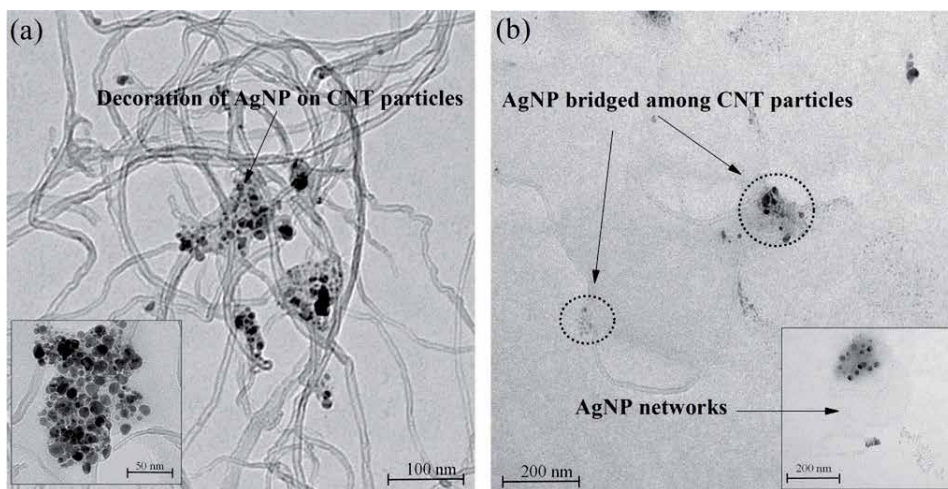 (a)
Decoration of AgNP on CNT particles
50 nm
100 nm
(b)
AgNP bridged among CNT particles
AgNP networks
200 nm
200 nm